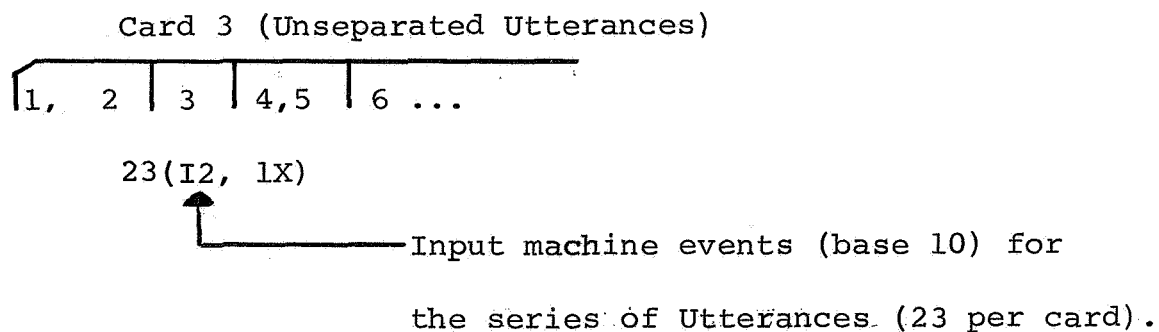 Card 3 (Unseparated Utterances)
1, 2 3 4,5 6 ...
23(I2, 1X)
Input machine events (base 10) for
the series of Utterances (23 per card).